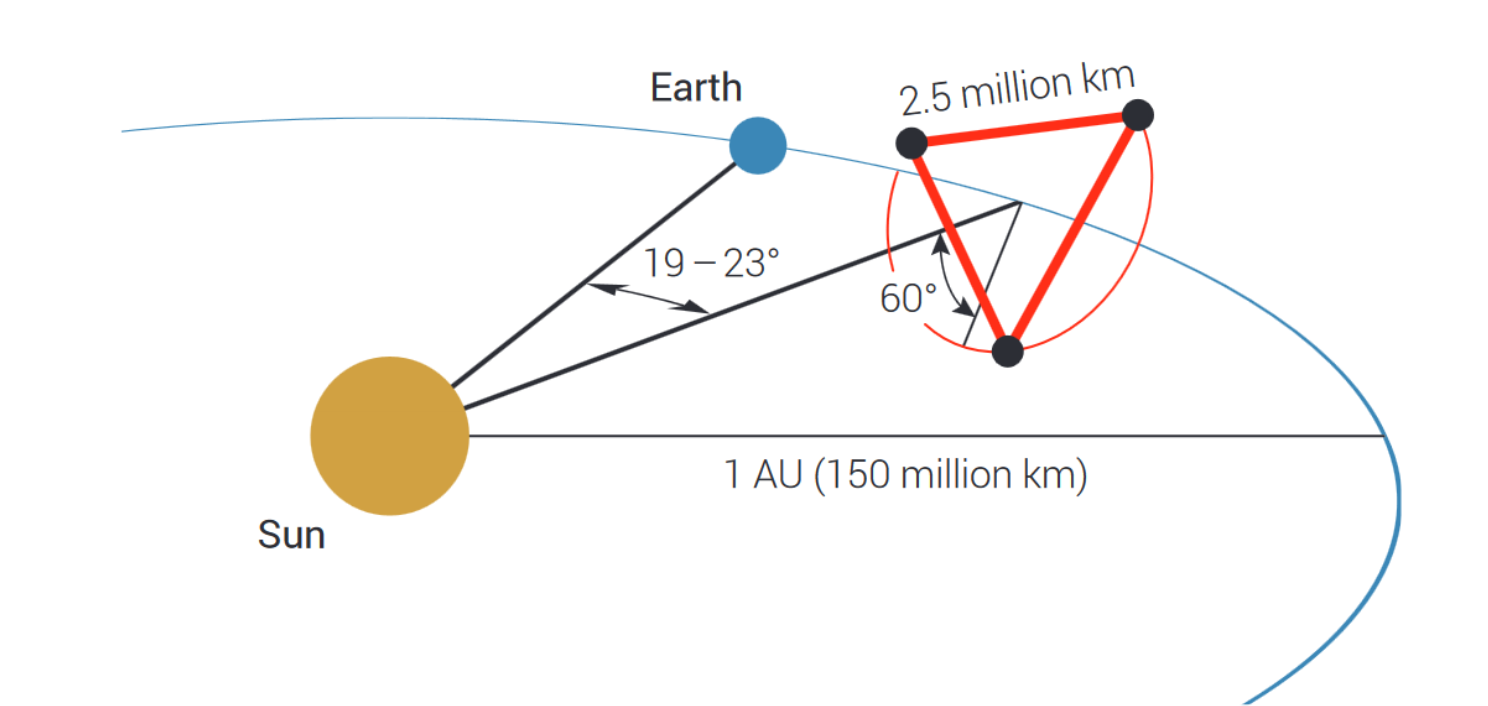 Earth
2.5 million km
19 – 23°
60°
1 AU (150 million km)
Sun